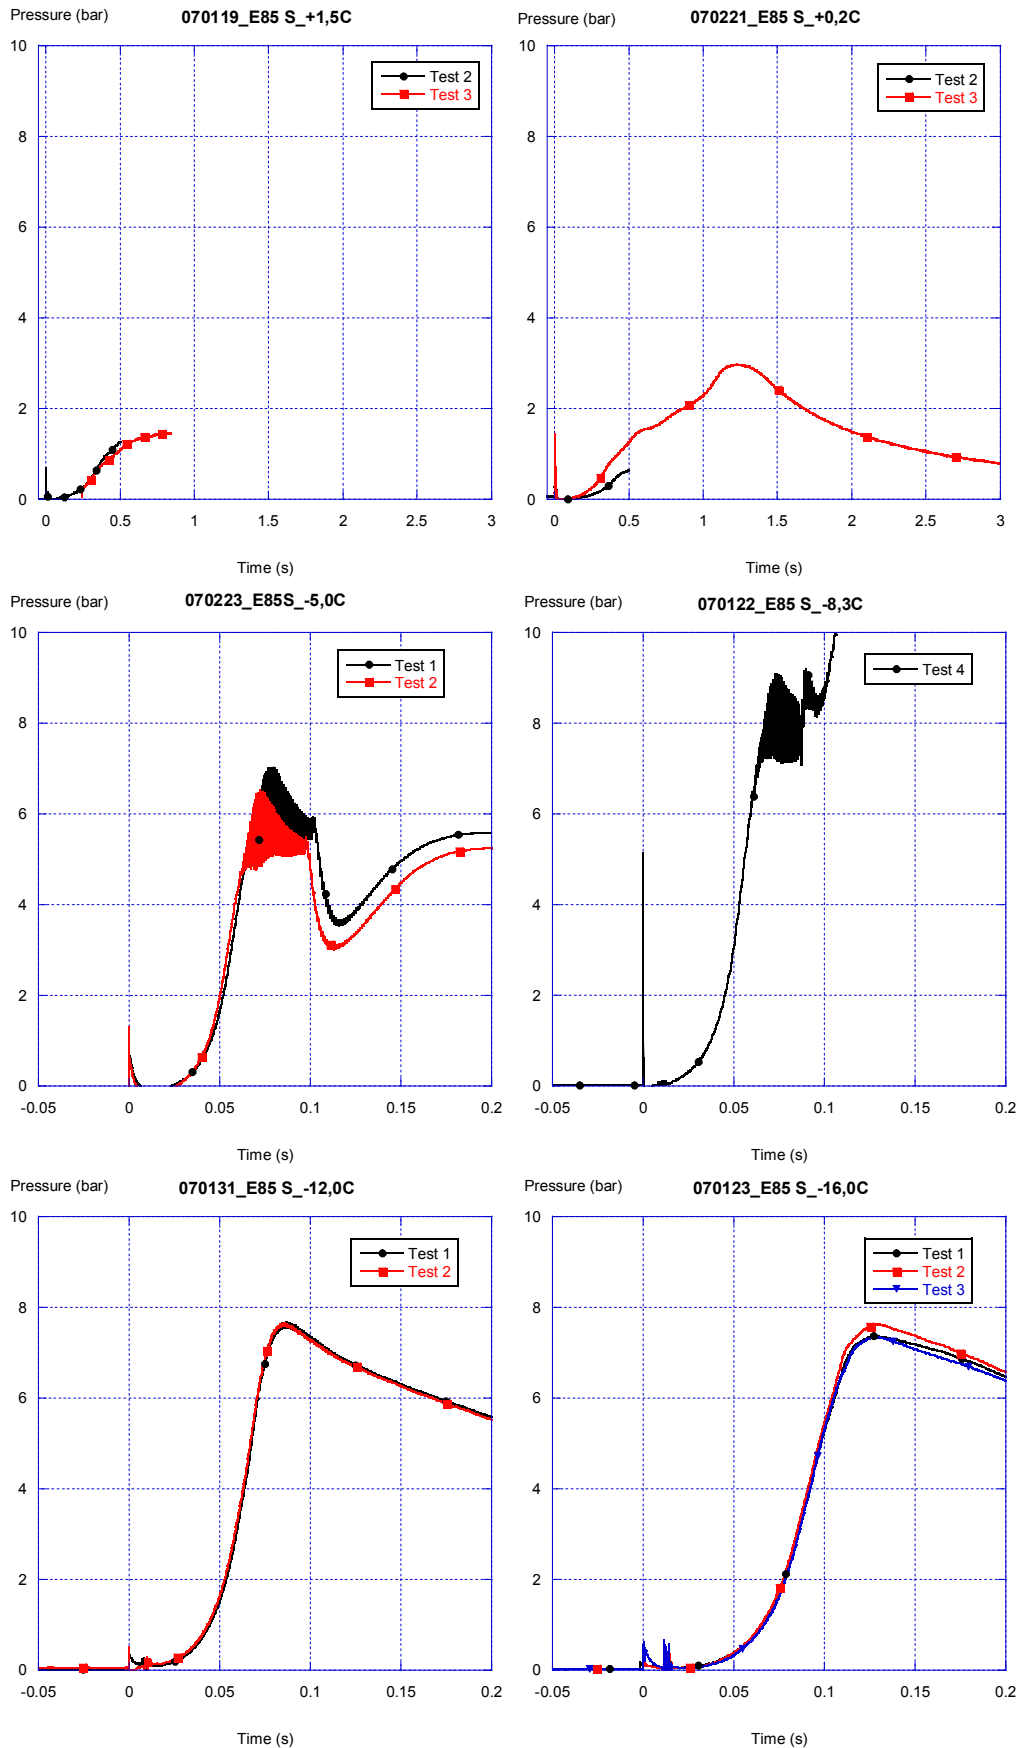 Pressure (bar)
070119_E85 S_+1,5C
10
Test 2
Test 3
8
6
4
2
0
0
0.5
1
1.5
2
2.5
3
Time (s)
Pressure (bar)
070221_E85 S_+0,2C
10
Test 2
Test 3
8
6
4
2
0
0
0.5
1
1.5
2
2.5
3
Time (s)
Pressure (bar)
070223_E85S_-5,0C
10
Test 1
Test 2
8
6
4
2
0
-0.05
0
0.05
0.1
0.15
0.2
Time (s)
Pressure (bar)
070122_E85 S_-8,3C
10
Test 4
8
6
4
2
0
-0.05
0
0.05
0.1
0.15
0.2
Time (s)
Pressure (bar)
070131_E85 S_-12,0C
10
Test 1
Test 2
8
6
4
2
0
-0.05
0
0.05
0.1
0.15
0.2
Time (s)
Pressure (bar)
070123_E85 S_-16,0C
10
Test 1
Test 2
Test 3
8
6
4
2
0
-0.05
0
0.05
0.1
0.15
0.2
Time (s)